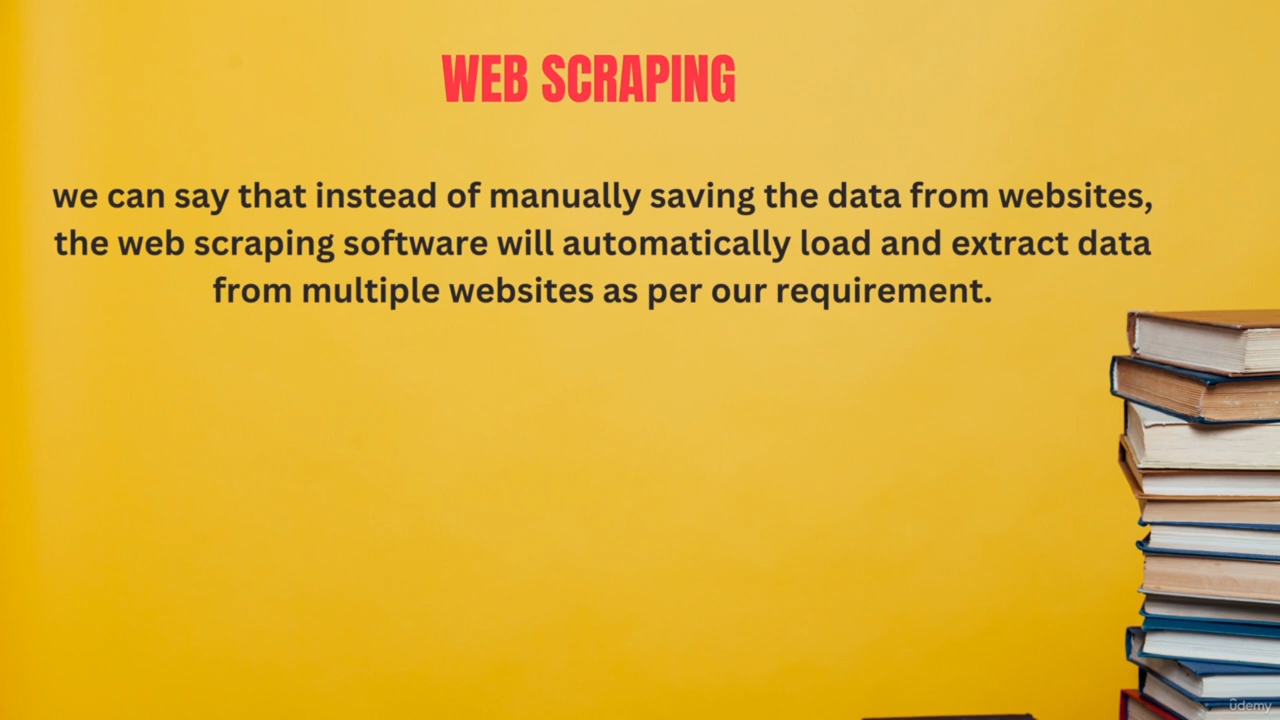 WEB SCRAPING
we can say that instead of manually saving the data from websites,
the web scraping software will automatically load and extract data
from multiple websites as per our requirement.
ûdemy